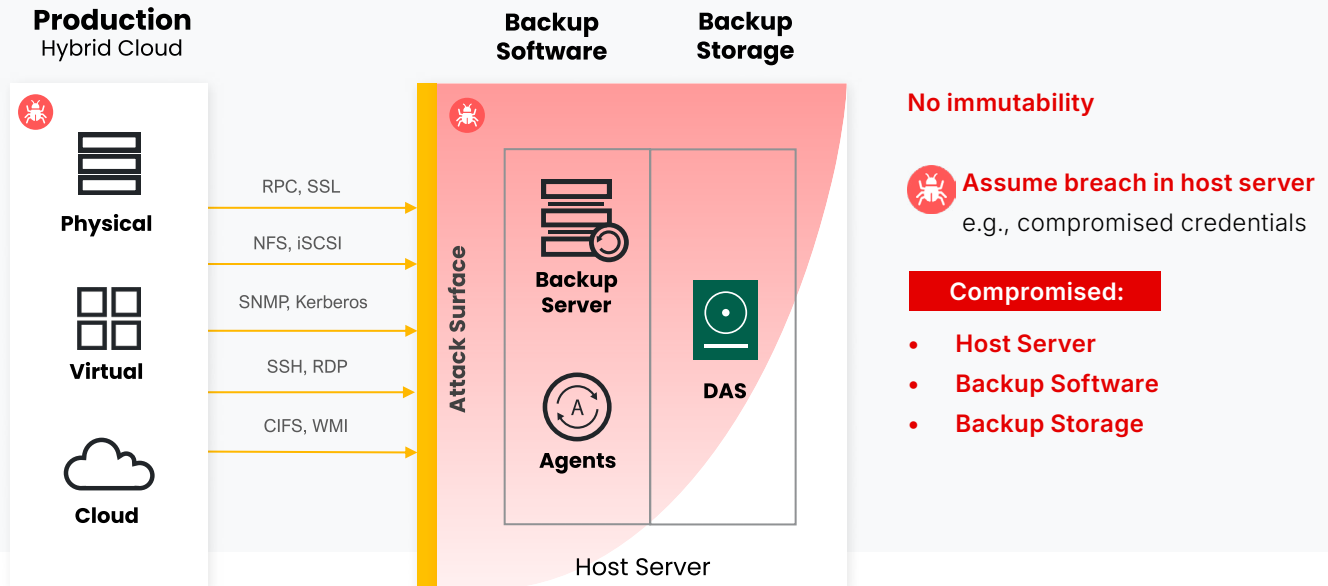 Production
Hybrid Cloud
Backup
Software
Backup
Storage
Physical
Virtual
Cloud
RPC, SSL
NFS, iSCSI
SNMP, Kerberos
SSH, RDP
CIFS, WMI
Attack Surface
Backup
Server
A
Agents
DAS
Host Server
No immutability
Assume breach in host server
e.g., compromised credentials
Compromised:
• Host Server
• Backup Software
• Backup Storage